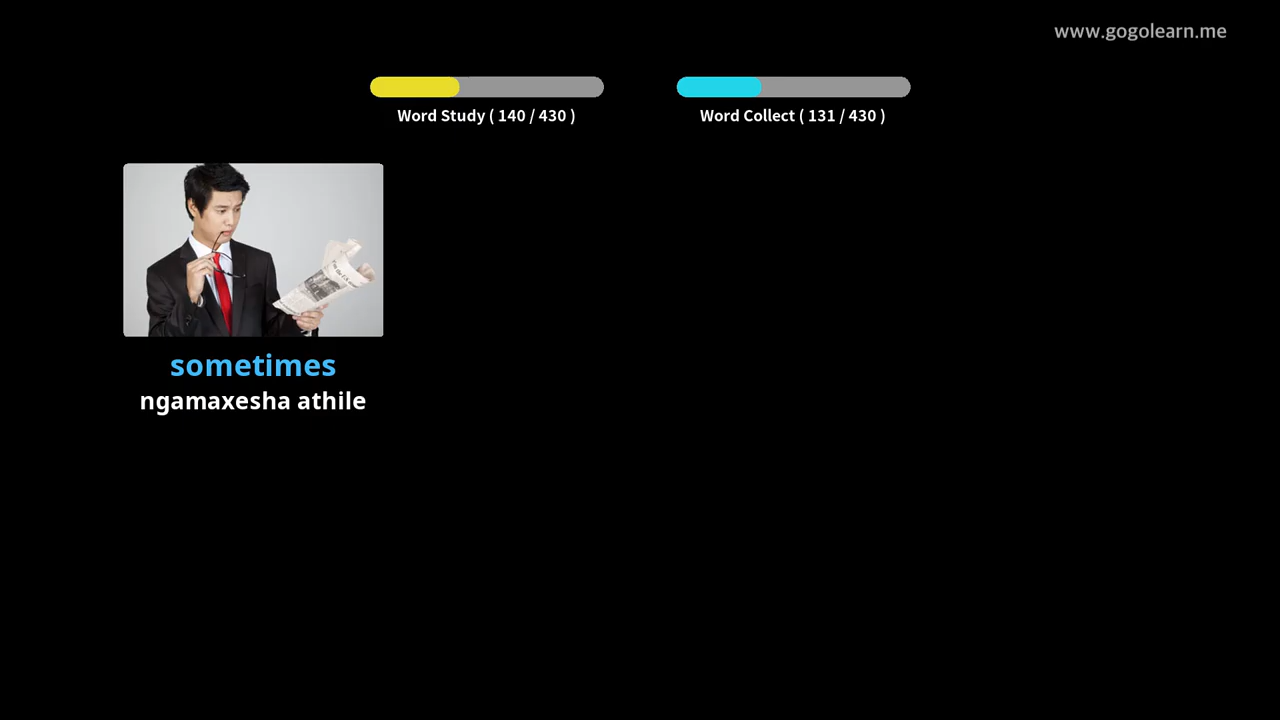 www.gogolearn.me
Word Study ( 140 / 430 )
Word Collect ( 131 / 430 )
sometimes
ngamaxesha athile